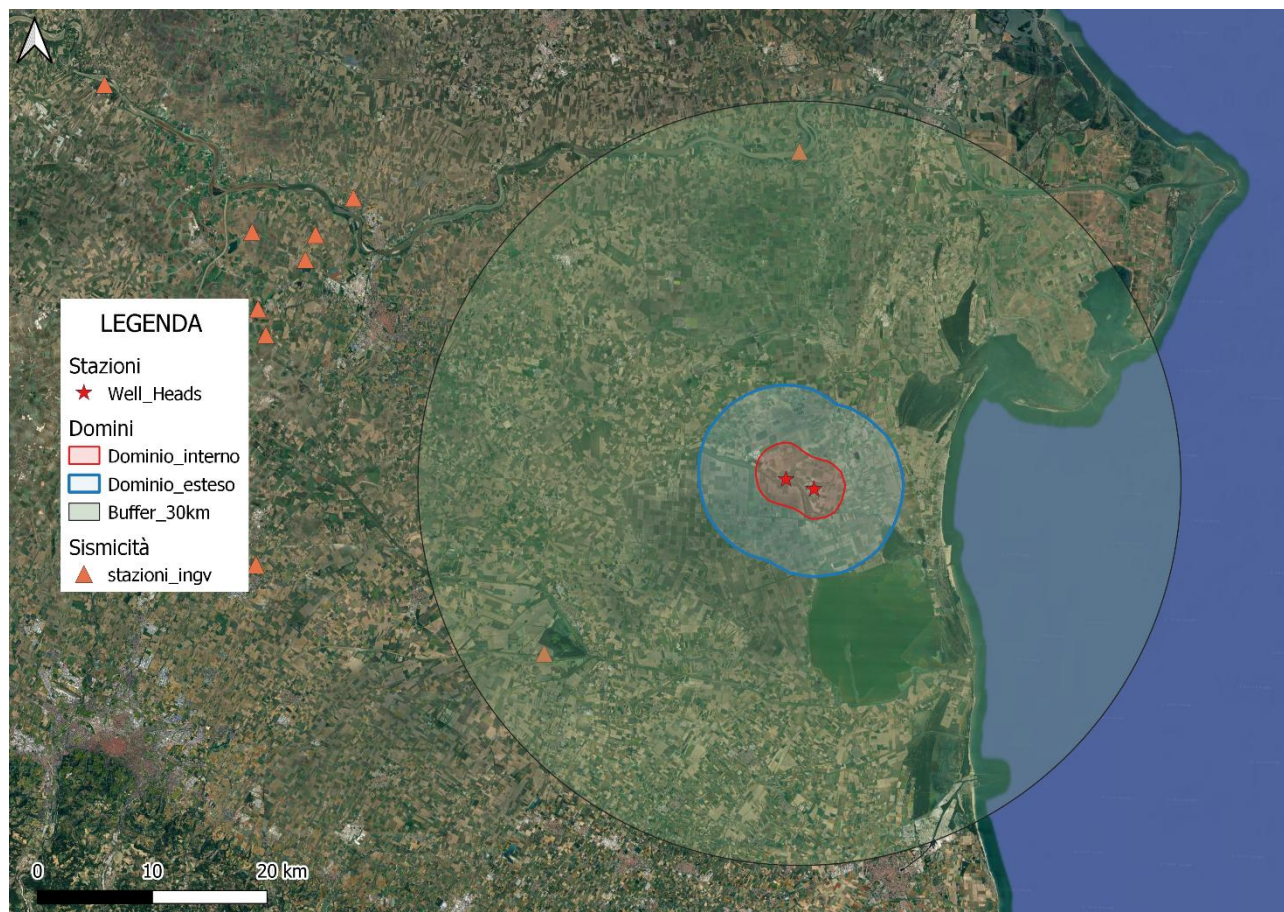 LEGENDA
Stazioni
Well_Heads
Domini
Dominio_interno
Dominio_esteso
Buffer_30km
Sismicità
stazioni_ingv
0 10 20 km